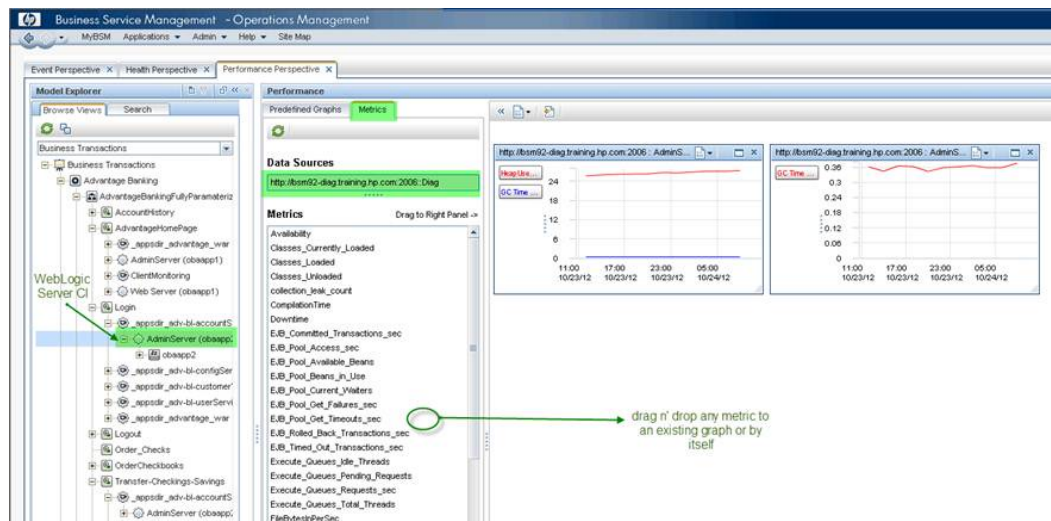 Business Service Management - Operations Management
MyBSM Applications Admin Help Site Map
Event Perspective Health Perspective Performance Perspective
Model Explorer
Browse Views Search
Business Transactions
Business Transactions
Advantage Banking
AdvantageBankingFullyParamateriz
AccountHistory
AdvantageHomePage
_appsdir_advantage_war
AdminServer (obaapp1)
ClientMonitoring
Web Server (obaapp1)
Login
_appsdir_adv-bl-accountS
AdminServer (obaapp2
obaapp2
_appsdir_adv-bl-configSer
_appsdir_adv-bl-customer
_appsdir_adv-bl-userServi
_appsdir_advantage_war
Logout
Order_Checks
OrderCheckbooks
Transfer-Checkings-Savings
_appsdir_adv-bl-accountS
AdminServer (obaapp2
WebLogic
Server CI
Performance
Predefined Graphs Metrics
Data Sources
http://bsm92-diag.training.hp.com:2006::Diag
Metrics Drag to Right Panel ->
Availability
Classes_Currently_Loaded
Classes_Loaded
Classes_Unloaded
collection_leak_count
CompilationTime
Downtime
EJB_Committed_Transactions_sec
EJB_Pool_Access_sec
EJB_Pool_Available_Beans
EJB_Pool_Beans_in_Use
EJB_Pool_Current_Waiters
EJB_Pool_Get_Failures_sec
EJB_Pool_Get_Timeouts_sec
EJB_Rolled_Back_Transactions_sec
EJB_Timed_Out_Transactions_sec
Execute_Queues_Idle_Threads
Execute_Queues_Pending_Requests
Execute_Queues_Requests_sec
Execute_Queues_Total_Threads
FileBytesInPerSec
http://bsm92-diag.training.hp.com:2006 : AdminS...
Heap Use...
GC Time ...
24
18
12
6
0
11:00 17:00 23:00 05:00
10/23/12 10/23/12 10/23/12 10/24/12
http://bsm92-diag.training.hp.com:2006 : AdminS...
GC Time ...
0.36
0.3
0.24
0.18
0.12
0.06
0
11:00 17:00 23:00 05:00
10/23/12 10/23/12 10/23/12 10/24/12
drag n' drop any metric to
an existing graph or by
itself